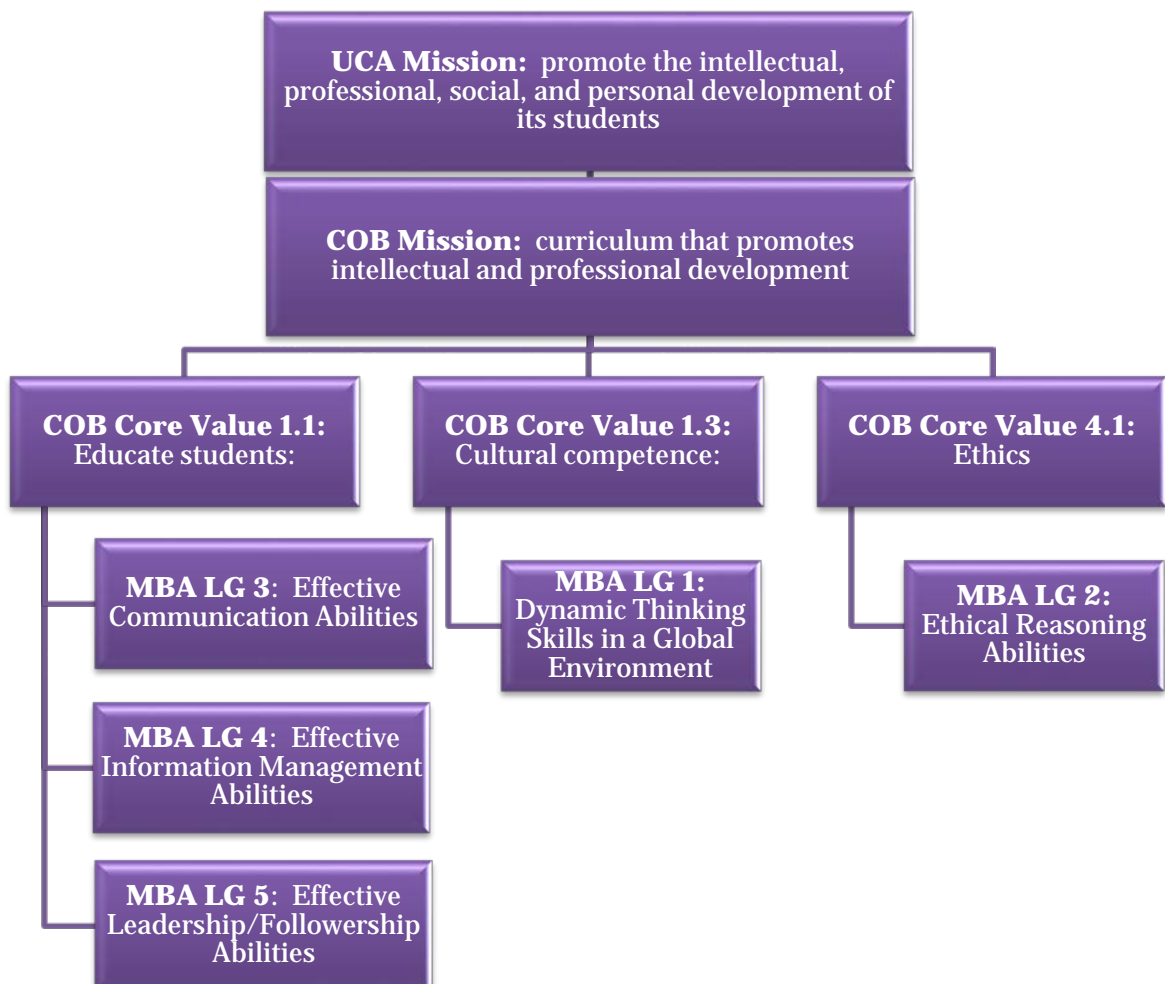 UCA Mission: promote the intellectual,
professional, social, and personal development of
its students
COB Mission: curriculum that promotes
intellectual and professional development
COB Core Value 1.1:
Educate students:
MBA LG 3: Effective
Communication Abilities
MBA LG 4: Effective
Information Management
Abilities
MBA LG 5: Effective
Leadership/Followership
Abilities
COB Core Value 1.3:
Cultural competence:
MBA LG 1:
Dynamic Thinking
Skills in a Global
Environment
COB Core Value 4.1:
Ethics
MBA LG 2:
Ethical Reasoning
Abilities